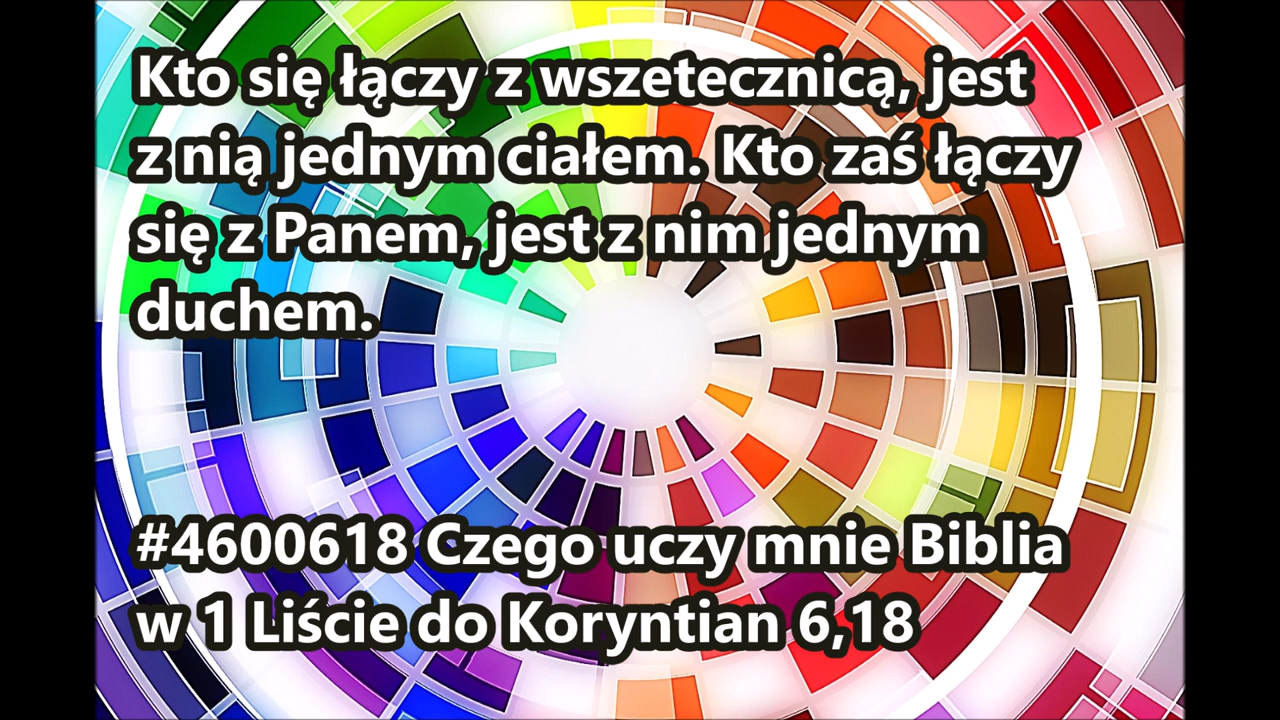 Kto się łączy z wszetecznicą, jest
z nią jednym ciałem. Kto zaś łączy
się z Panem, jest z nim jednym
duchem.
#4600618 Czego uczy mnie Biblia
w 1 Liście do Koryntian 6,18